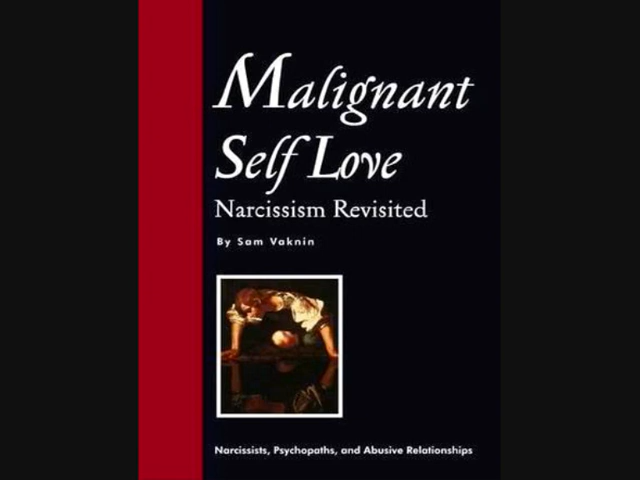 Malignant
Self Love
Narcissism Revisited
By Sam Vaknin
Narcissists, Psychopaths, and Abusive Relationships